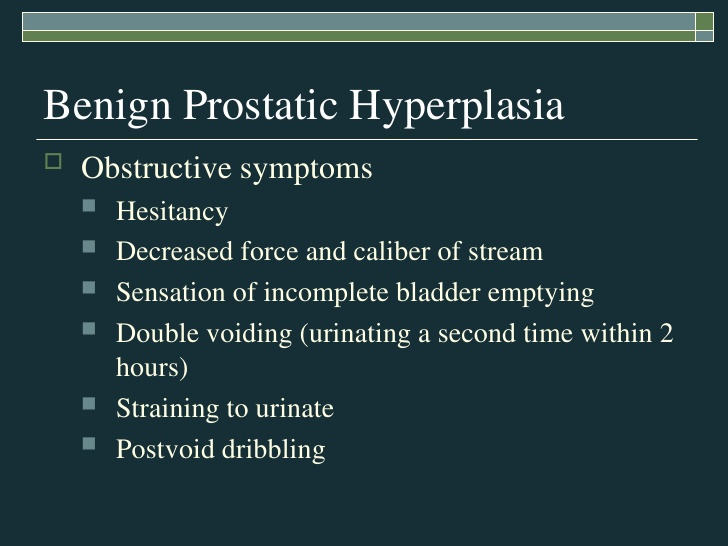 Benign Prostatic Hyperplasia
Obstructive symptoms
Hesitancy
Decreased force and caliber of stream
Sensation of incomplete bladder emptying
Double voiding (urinating a second time within 2
hours)
Straining to urinate
Postvoid dribbling